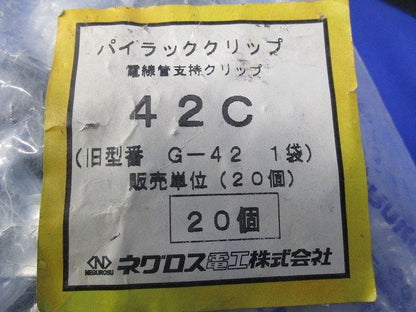 パイラッククリップ
電線管支持クリップ
42C
(旧型番 G-42 1袋)
販売単位(20個)
20個
NEGUROSU ネグロス電工株式会社